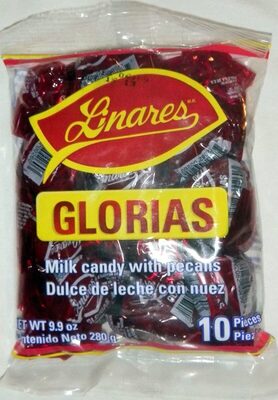 Linares
GLORIAS
Milk candy with pecans
Dulce de leche con nuez
ET WT 9.9 oz
ntenido Neto 280 g
10 Pieces
Piez